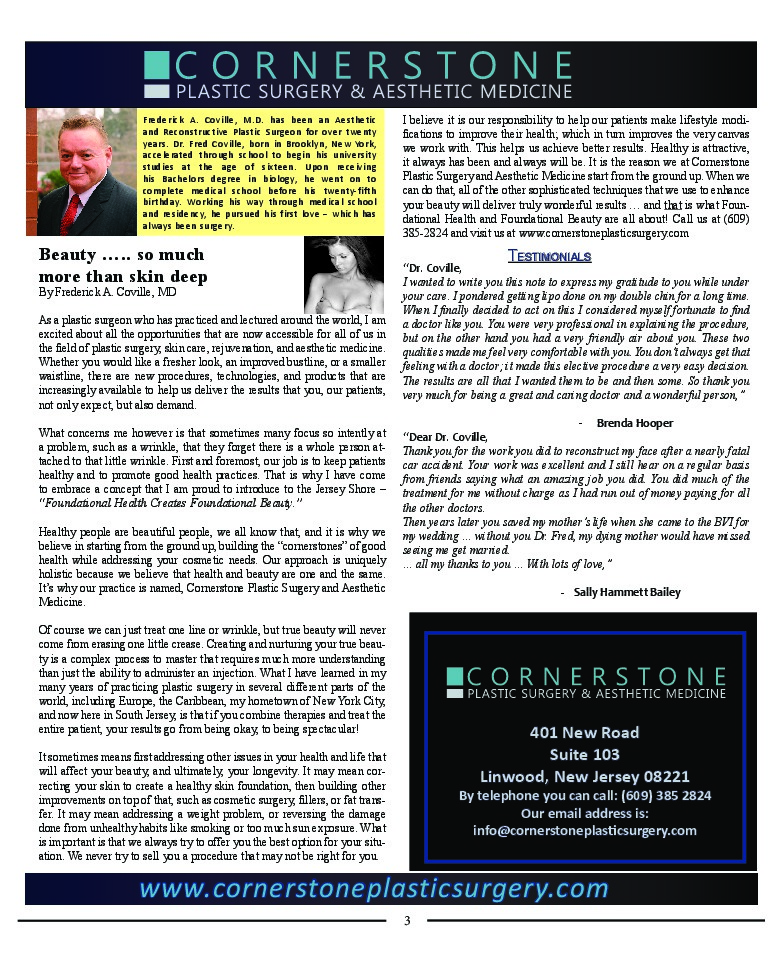 CORNERSTONE
PLASTIC SURGERY & AESTHETIC MEDICINE
Frederick A. Coville, M.D. has been an Aesthetic
and Reconstructive Plastic Surgeon for over twenty
years. Dr. Fred Coville, born in Brooklyn, New York,
accelerated through school to begin his university
studies at the age of sixteen. Upon receiving
his Bachelors degree in biology, he went on to
complete medical school before his twenty-fifth
birthday. Working his way through medical school
and residency, he pursued his first love – which has
always been surgery.
Beauty ….. so much
more than skin deep
By Frederick A. Coville, MD
As a plastic surgeon who has practiced and lectured around the world, I am
excited about all the opportunities that are now accessible for all of us in
the field of plastic surgery, skin care, rejuvenation, and aesthetic medicine.
Whether you would like a fresher look, an improved bustline, or a smaller
waistline, there are new procedures, technologies, and products that are
increasingly available to help us deliver the results that you, our patients,
not only expect, but also demand.
What concerns me however is that sometimes many focus so intently at
a problem, such as a wrinkle, that they forget there is a whole person at-
tached to that little wrinkle. First and foremost, our job is to keep patients
healthy and to promote good health practices. That is why I have come
to embrace a concept that I am proud to introduce to the Jersey Shore –
“Foundational Health Creates Foundational Beauty.”
Healthy people are beautiful people, we all know that, and it is why we
believe in starting from the ground up, building the “cornerstones” of good
health while addressing your cosmetic needs. Our approach is uniquely
holistic because we believe that health and beauty are one and the same.
It’s why our practice is named, Cornerstone Plastic Surgery and Aesthetic
Medicine.
Of course we can just treat one line or wrinkle, but true beauty will never
come from erasing one little crease. Creating and nurturing your true beau-
ty is a complex process to master that requires much more understanding
than just the ability to administer an injection. What I have learned in my
many years of practicing plastic surgery in several different parts of the
world, including Europe, the Caribbean, my hometown of New York City,
and now here in South Jersey, is that if you combine therapies and treat the
entire patient, your results go from being okay, to being spectacular!
It sometimes means first addressing other issues in your health and life that
will affect your beauty, and ultimately, your longevity. It may mean cor-
recting your skin to create a healthy skin foundation, then building other
improvements on top of that, such as cosmetic surgery, fillers, or fat trans-
fer. It may mean addressing a weight problem, or reversing the damage
done from unhealthy habits like smoking or too much sun exposure. What
is important is that we always try to offer you the best option for your situ-
ation. We never try to sell you a procedure that may not be right for you.
I believe it is our responsibility to help our patients make lifestyle modi-
fications to improve their health; which in turn improves the very canvas
we work with. This helps us achieve better results. Healthy is attractive,
it always has been and always will be. It is the reason we at Cornerstone
Plastic Surgery and Aesthetic Medicine start from the ground up. When we
can do that, all of the other sophisticated techniques that we use to enhance
your beauty will deliver truly wonderful results … and that is what Foun-
dational Health and Foundational Beauty are all about! Call us at (609)
385-2824 and visit us at www.cornerstoneplasticsurgery.com
TESTIMONIALS
“Dr. Coville,
I wanted to write you this note to express my gratitude to you while under
your care. I pondered getting lipo done on my double chin for a long time.
When I finally decided to act on this I considered myself fortunate to find
a doctor like you. You were very professional in explaining the procedure,
but on the other hand you had a very friendly air about you. These two
qualities made me feel very comfortable with you. You don’t always get that
feeling with a doctor; it made this elective procedure a very easy decision.
The results are all that I wanted them to be and then some. So thank you
very much for being a great and caring doctor and a wonderful person,”
- Brenda Hooper
“Dear Dr. Coville,
Thank you for the work you did to reconstruct my face after a nearly fatal
car accident. Your work was excellent and I still hear on a regular basis
from friends saying what an amazing job you did. You did much of the
treatment for me without charge as I had run out of money paying for all
the other doctors.
Then years later you saved my mother’s life when she came to the BVI for
my wedding … without you Dr. Fred, my dying mother would have missed
seeing me get married.
… all my thanks to you … With lots of love,”
- Sally Hammett Bailey
CORNERSTONE
PLASTIC SURGERY & AESTHETIC MEDICINE
401 New Road
Suite 103
Linwood, New Jersey 08221
By telephone you can call: (609) 385 2824
Our email address is:
info@cornerstoneplasticsurgery.com
www.cornerstoneplasticsurgery.com
3